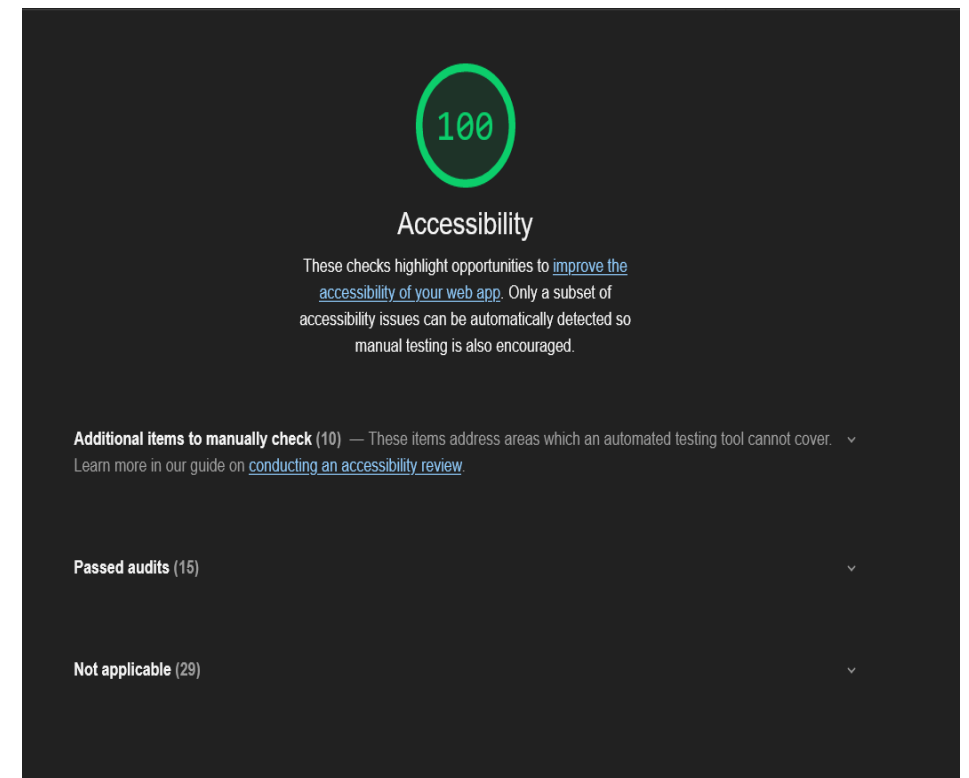 100
Accessibility
These checks highlight opportunities to improve the
accessibility of your web app. Only a subset of
accessibility issues can be automatically detected so
manual testing is also encouraged.
Additional items to manually check (10) — These items address areas which an automated testing tool cannot cover.
Learn more in our guide on conducting an accessibility review.
Passed audits (15)
Not applicable (29)